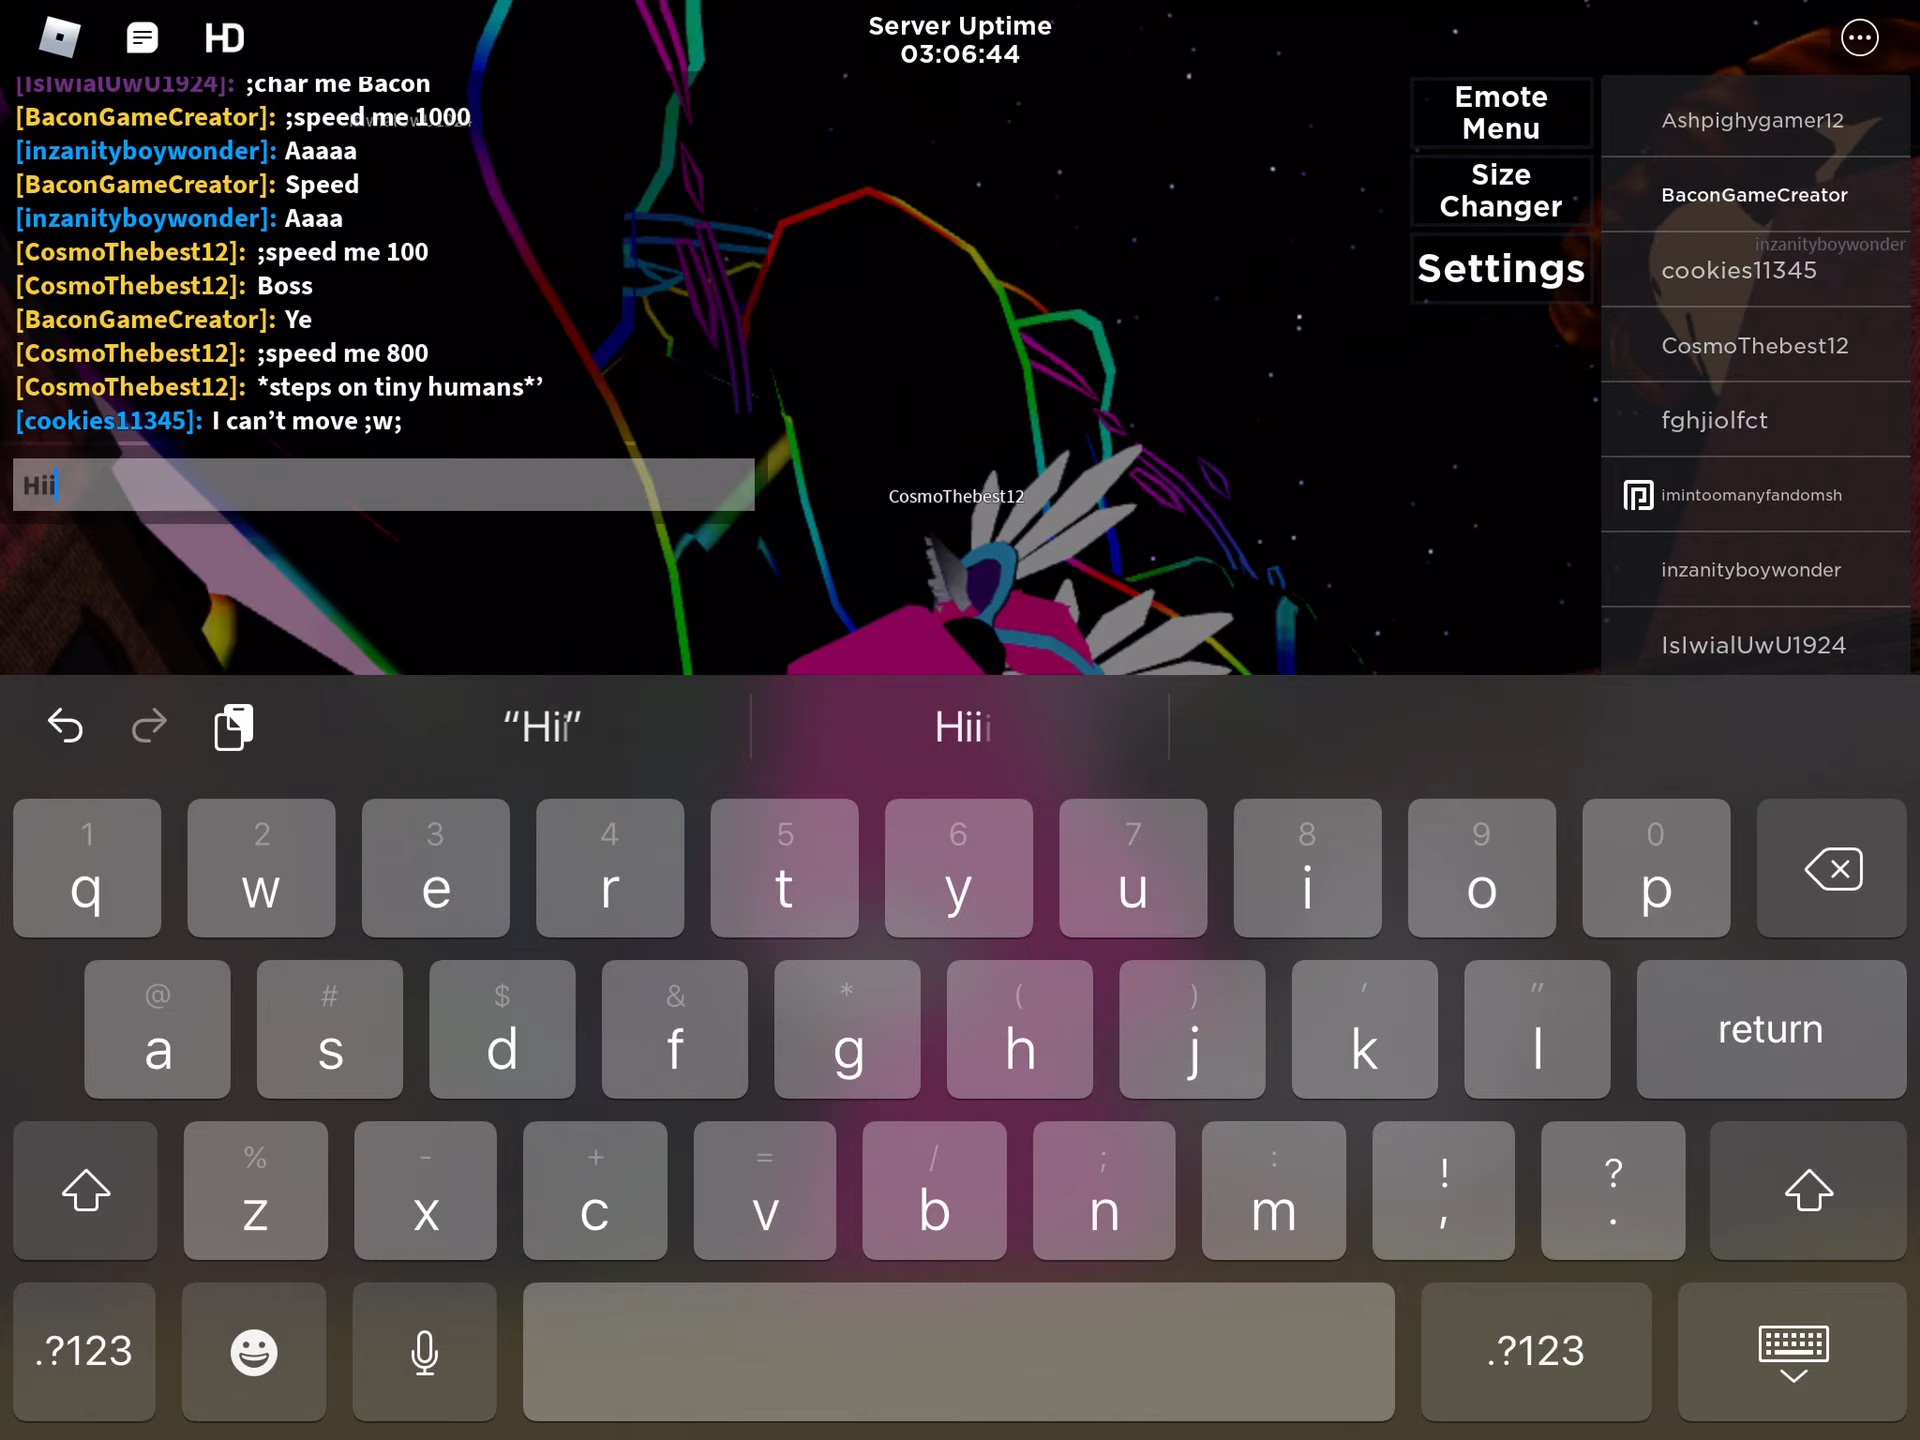 HD
Server Uptime
03:06:44
[IsIwialUwU1924]: ;char me Bacon
[BaconGameCreator]: ;speed me 1000
[inzanityboywonder]: Aaaaa
[BaconGameCreator]: Speed
[inzanityboywonder]: Aaaa
[CosmoThebest12]: ;speed me 100
[CosmoThebest12]: Boss
[BaconGameCreator]: Ye
[CosmoThebest12]: ;speed me 800
[CosmoThebest12]: *steps on tiny humans*’
[cookies11345]: I can’t move ;w;
Hii
CosmoThebest12
Emote
Menu
Size
Changer
Settings
Ashpighygamer12
BaconGameCreator
inzanityboywonder
cookies11345
CosmoThebest12
fghjiolfct
imintoomanyfandomsh
inzanityboywonder
IsIwialUwU1924
“Hii” Hiii
1 2 3 4 5 6 7 8 9 0
q w e r t y u i o p
@ # $ & * ( ) ' "
a s d f g h j k l return
% - + = / ; : ! ?
z x c v b n m , .
.?123 .?123